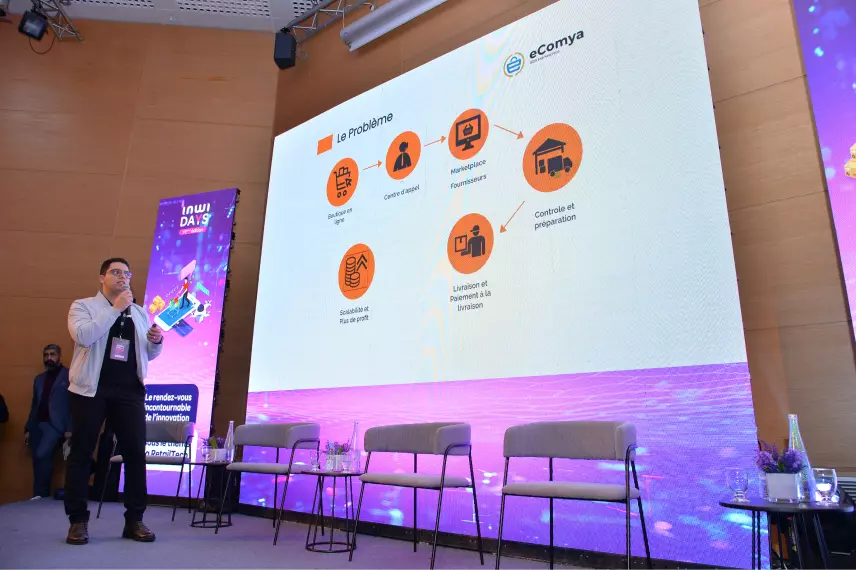 eComya
Le Problème
Boutique en
ligne
Centre d'appel
Marketplace
Fournisseurs
Controle et
préparation
Livraison et
Paiement à la
livraison
Scalabilité et
Plus de profit
inwi
DAYS
Le rendez-vous
incontournable
de l'innovation
RetailTech